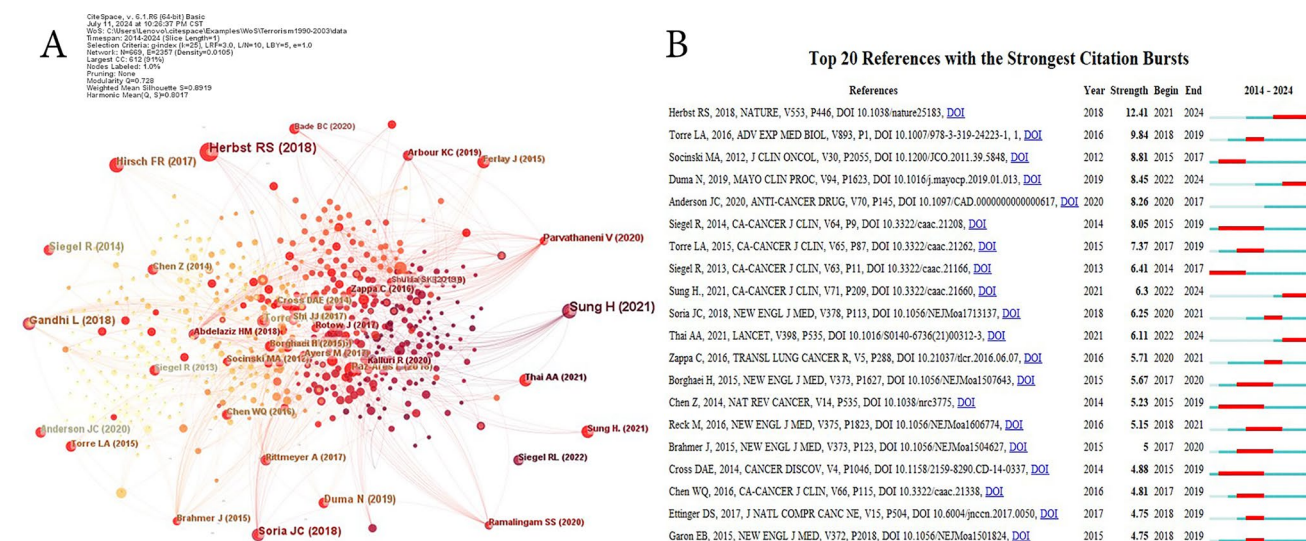 A
CiteSpace, v. 6.1.R6 (64-bit) Basic
July 11, 2024 at 10:26:37 PM CST
WoS: C:\Users\Lenovo\citespace\Examples\WoS\Terrorism1990-2003\data
Timespan: 2014-2024 (Slice Length=1)
Selection Criteria: g-index (k=25), LRF=3.0, L/N=10, LBY=5, e=1.0
Network: N=669, E=2357 (Density=0.0105)
Largest CC: 612 (91%)
Nodes Labeled: 1.0%
Pruning: None
Modularity Q=0.728
Weighted Mean Silhouette S=0.8919
Harmonic Mean(Q, S)=0.8017
Bade BC (2020)
Herbst RS (2018)
Arbour KC (2019)
Hirsch FR (2017)
Ferlay J (2015)
Parvathaneni V (2020)
Siegel R (2014)
Chen Z (2014)
Zappa C (2016)
Cross DAE (2014)
Sung H (2021)
Shi JJ (2017)
Gandhi L (2018)
Rotow J (2017)
Abdelaziz HM (2018)
Borghaei H (2015)
Ayers M (2017)
Socinski MA
Kalluri R (2020)
Siegel R (2013)
Thai AA (2021)
Chen WQ (2016)
Anderson JC (2020)
Sung H. (2021)
Torre LA (2015)
Rittmeyer A (2017)
Siegel RL (2022)
Duma N (2019)
Brahmer J (2015)
Soria JC (2018)
Ramalingam SS (2020)
B
Top 20 References with the Strongest Citation Bursts
References Year Strength Begin End 2014 - 2024
Herbst RS, 2018, NATURE, V553, P446, DOI 10.1038/nature25183, DOI 2018 12.41 2021 2024
Torre LA, 2016, ADV EXP MED BIOL, V893, P1, DOI 10.1007/978-3-319-24223-1, 1, DOI 2016 9.84 2018 2019
Socinski MA, 2012, J CLIN ONCOL, V30, P2055, DOI 10.1200/JCO.2011.39.5848, DOI 2012 8.81 2015 2017
Duma N, 2019, MAYO CLIN PROC, V94, P1623, DOI 10.1016/j.mayocp.2019.01.013, DOI 2019 8.45 2022 2024
Anderson JC, 2020, ANTI-CANCER DRUG, V70, P145, DOI 10.1097/CAD.0000000000000617, DOI 2020 8.26 2020 2017
Siegel R, 2014, CA-CANCER J CLIN, V64, P9, DOI 10.3322/caac.21208, DOI 2014 8.05 2015 2019
Torre LA, 2015, CA-CANCER J CLIN, V65, P87, DOI 10.3322/caac.21262, DOI 2015 7.37 2017 2019
Siegel R, 2013, CA-CANCER J CLIN, V63, P11, DOI 10.3322/caac.21166, DOI 2013 6.41 2014 2017
Sung H., 2021, CA-CANCER J CLIN, V71, P209, DOI 10.3322/caac.21660, DOI 2021 6.3 2022 2024
Soria JC, 2018, NEW ENGL J MED, V378, P113, DOI 10.1056/NEJMoa1713137, DOI 2018 6.25 2020 2021
Thai AA, 2021, LANCET, V398, P535, DOI 10.1016/S0140-6736(21)00312-3, DOI 2021 6.11 2022 2024
Zappa C, 2016, TRANSL LUNG CANCER R, V5, P288, DOI 10.21037/tlcr.2016.06.07, DOI 2016 5.71 2020 2021
Borghaei H, 2015, NEW ENGL J MED, V373, P1627, DOI 10.1056/NEJMoa1507643, DOI 2015 5.67 2017 2020
Chen Z, 2014, NAT REV CANCER, V14, P535, DOI 10.1038/nrc3775, DOI 2014 5.23 2015 2019
Reck M, 2016, NEW ENGL J MED, V375, P1823, DOI 10.1056/NEJMoa1606774, DOI 2016 5.15 2018 2021
Brahmer J, 2015, NEW ENGL J MED, V373, P123, DOI 10.1056/NEJMoa1504627, DOI 2015 5 2017 2020
Cross DAE, 2014, CANCER DISCOV, V4, P1046, DOI 10.1158/2159-8290.CD-14-0337, DOI 2014 4.88 2015 2019
Chen WQ, 2016, CA-CANCER J CLIN, V66, P115, DOI 10.3322/caac.21338, DOI 2016 4.81 2017 2019
Ettinger DS, 2017, J NATL COMPR CANC NE, V15, P504, DOI 10.6004/jnccn.2017.0050, DOI 2017 4.75 2018 2019
Garon EB, 2015, NEW ENGL J MED, V372, P2018, DOI 10.1056/NEJMoa1501824, DOI 2015 4.75 2018 2019